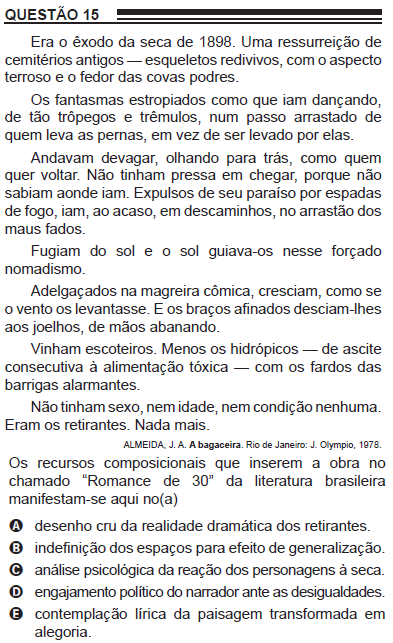 QUESTÃO 15
Era o êxodo da seca de 1898. Uma ressurreição de
cemitérios antigos — esqueletos redivivos, com o aspecto
terroso e o fedor das covas podres.
Os fantasmas estropiados como que iam dançando,
de tão trôpegos e trêmulos, num passo arrastado de
quem leva as pernas, em vez de ser levado por elas.
Andavam devagar, olhando para trás, como quem
quer voltar. Não tinham pressa em chegar, porque não
sabiam aonde iam. Expulsos de seu paraíso por espadas
de fogo, iam, ao acaso, em descaminhos, no arrastão dos
maus fados.
Fugiam do sol e o sol guiava-os nesse forçado
nomadismo.
Adelgaçados na magreira cômica, cresciam, como se
o vento os levantasse. E os braços afinados desciam-lhes
aos joelhos, de mãos abanando.
Vinham escoteiros. Menos os hidrópicos — de ascite
consecutiva à alimentação tóxica — com os fardos das
barrigas alarmantes.
Não tinham sexo, nem idade, nem condição nenhuma.
Eram os retirantes. Nada mais.
ALMEIDA, J. A. A bagaceira. Rio de Janeiro: J. Olympio, 1978.
Os recursos composicionais que inserem a obra no
chamado “Romance de 30” da literatura brasileira
manifestam-se aqui no(a)
A desenho cru da realidade dramática dos retirantes.
B indefinição dos espaços para efeito de generalização.
C análise psicológica da reação dos personagens à seca.
D engajamento político do narrador ante as desigualdades.
E contemplação lírica da paisagem transformada em
alegoria.